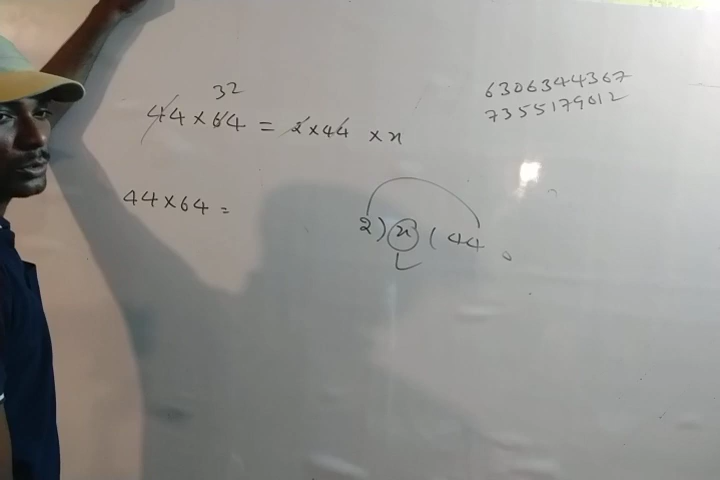 32
44 × 64 = 2 × 44 × x
6306344367
7355179012
44×64 =
2 ) x ( 44